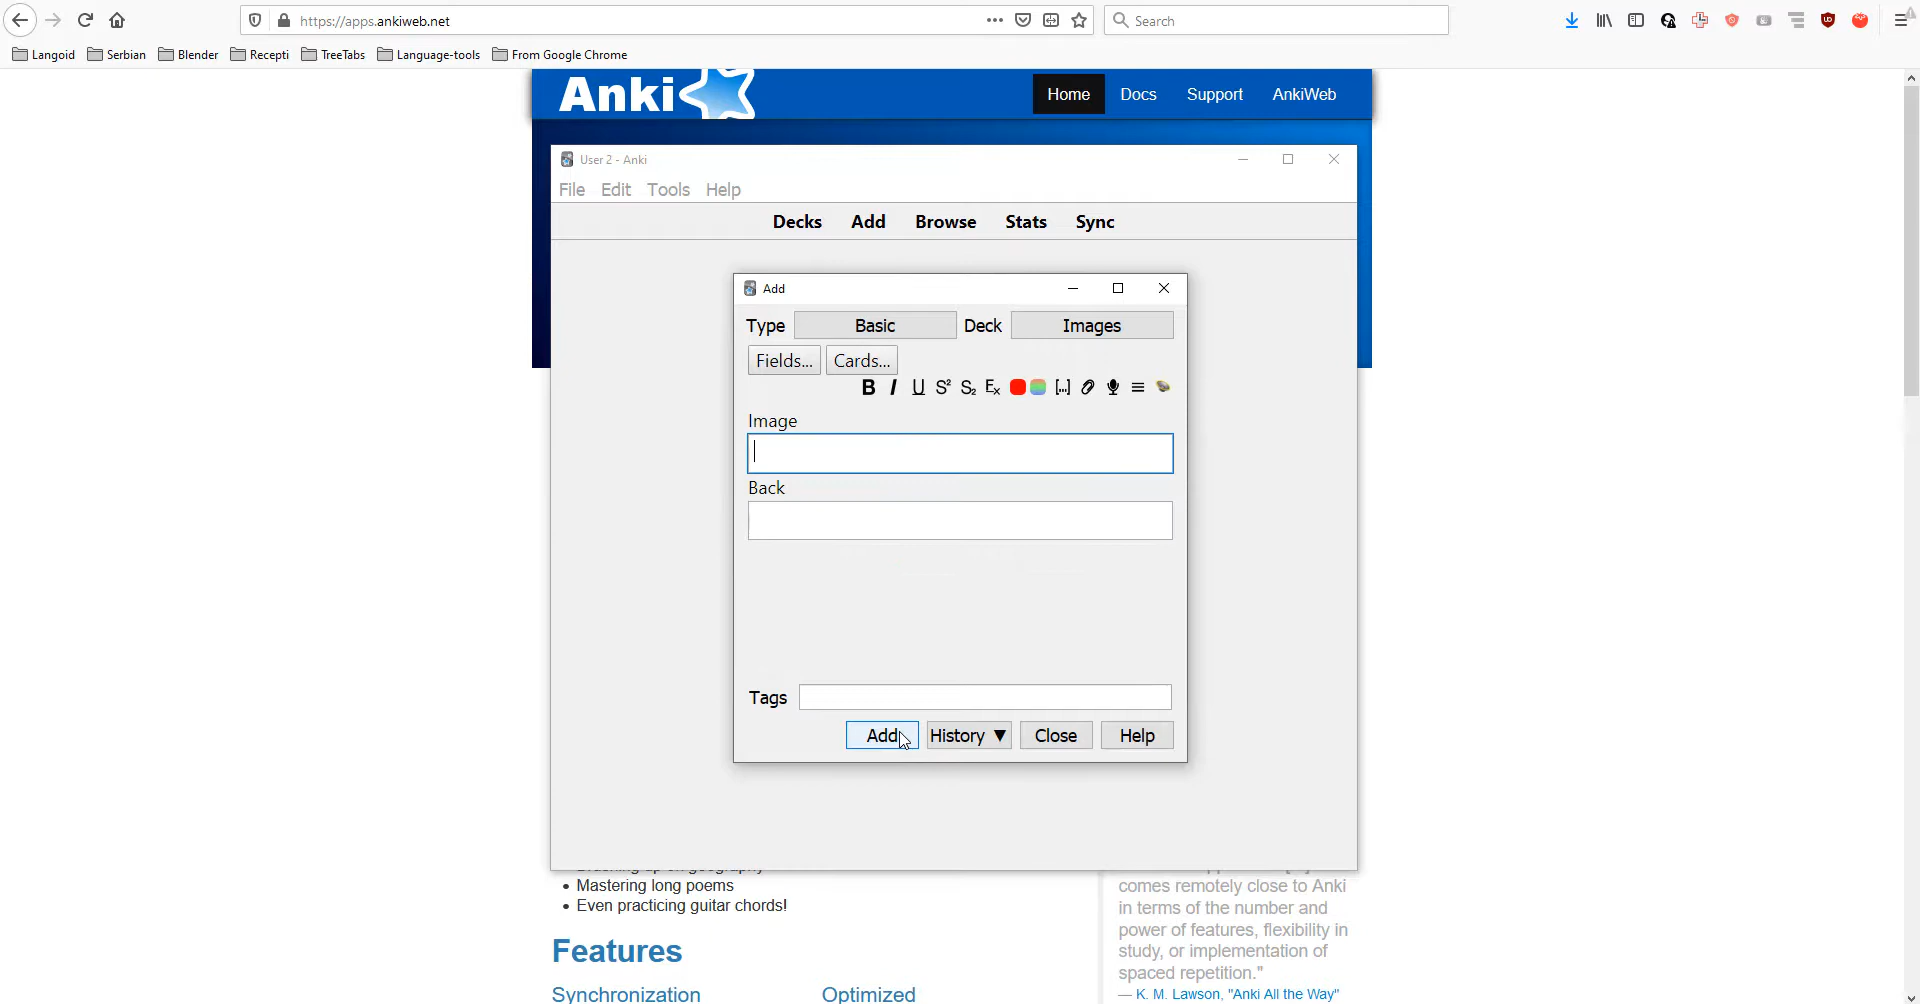 https://apps.ankiweb.net
Search
Langoid Serbian Blender Recepti TreeTabs Language-tools From Google Chrome
Anki Home Docs Support AnkiWeb
User 2 - Anki
File Edit Tools Help
Decks Add Browse Stats Sync
Add
Type Basic Deck Images
Fields... Cards...
B I U S² S₂ Eₓ [...]
Image
Back
Tags
Add History ▼ Close Help
• Mastering long poems
• Even practicing guitar chords!
Features
Synchronization
Optimized
comes remotely close to Anki
in terms of the number and
power of features, flexibility in
study, or implementation of
spaced repetition."
— K. M. Lawson, "Anki All the Way"